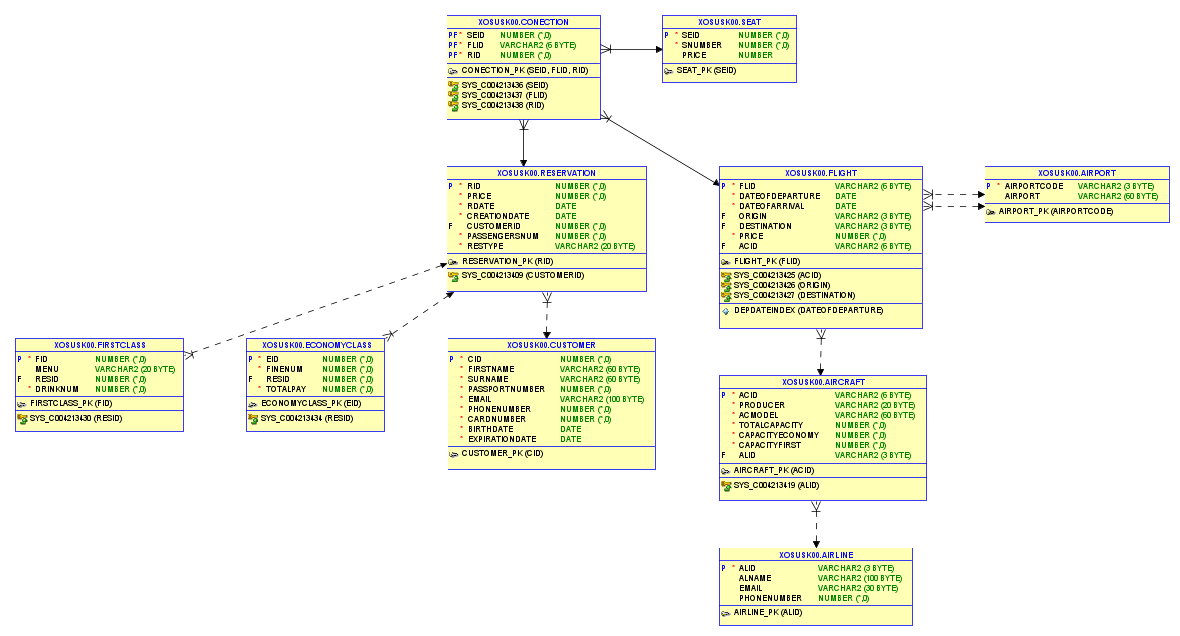 XOSUSK00.CONECTION
PF* SEID NUMBER (*,0)
PF* FLID VARCHAR2 (6 BYTE)
PF* RID NUMBER (*,0)
CONECTION_PK (SEID, FLID, RID)
SYS_C004213436 (SEID)
SYS_C004213437 (FLID)
SYS_C004213438 (RID)
XOSUSK00.SEAT
P * SEID NUMBER (*,0)
* SNUMBER NUMBER (*,0)
PRICE NUMBER
SEAT_PK (SEID)
XOSUSK00.RESERVATION
P * RID NUMBER (*,0)
* PRICE NUMBER (*,0)
* RDATE DATE
* CREATIONDATE DATE
F CUSTOMERID NUMBER (*,0)
* PASSENGERSNUM NUMBER (*,0)
* RESTYPE VARCHAR2 (20 BYTE)
RESERVATION_PK (RID)
SYS_C004213409 (CUSTOMERID)
XOSUSK00.FLIGHT
P * FLID VARCHAR2 (6 BYTE)
* DATEOFDEPARTURE DATE
* DATEOFARRIVAL DATE
F ORIGIN VARCHAR2 (3 BYTE)
F DESTINATION VARCHAR2 (3 BYTE)
* PRICE NUMBER (*,0)
F ACID VARCHAR2 (6 BYTE)
FLIGHT_PK (FLID)
SYS_C004213425 (ACID)
SYS_C004213426 (ORIGIN)
SYS_C004213427 (DESTINATION)
DEPDATEINDEX (DATEOFDEPARTURE)
XOSUSK00.AIRPORT
P * AIRPORTCODE VARCHAR2 (3 BYTE)
AIRPORT VARCHAR2 (60 BYTE)
AIRPORT_PK (AIRPORTCODE)
XOSUSK00.FIRSTCLASS
P * FID NUMBER (*,0)
MENU VARCHAR2 (20 BYTE)
F RESID NUMBER (*,0)
* DRINKNUM NUMBER (*,0)
FIRSTCLASS_PK (FID)
SYS_C004213430 (RESID)
XOSUSK00.ECONOMYCLASS
P * EID NUMBER (*,0)
* FINENUM NUMBER (*,0)
F RESID NUMBER (*,0)
* TOTALPAY NUMBER (*,0)
ECONOMYCLASS_PK (EID)
SYS_C004213434 (RESID)
XOSUSK00.CUSTOMER
P * CID NUMBER (*,0)
* FIRSTNAME VARCHAR2 (60 BYTE)
* SURNAME VARCHAR2 (60 BYTE)
* PASSPORTNUMBER NUMBER (*,0)
* EMAIL VARCHAR2 (100 BYTE)
* PHONENUMBER NUMBER (*,0)
* CARDNUMBER NUMBER (*,0)
* BIRTHDATE DATE
* EXPIRATIONDATE DATE
CUSTOMER_PK (CID)
XOSUSK00.AIRCRAFT
P * ACID VARCHAR2 (6 BYTE)
* PRODUCER VARCHAR2 (20 BYTE)
* ACMODEL VARCHAR2 (60 BYTE)
* TOTALCAPACITY NUMBER (*,0)
* CAPACITYECONOMY NUMBER (*,0)
* CAPACITYFIRST NUMBER (*,0)
F ALID VARCHAR2 (3 BYTE)
AIRCRAFT_PK (ACID)
SYS_C004213419 (ALID)
XOSUSK00.AIRLINE
P * ALID VARCHAR2 (3 BYTE)
ALNAME VARCHAR2 (100 BYTE)
EMAIL VARCHAR2 (30 BYTE)
PHONENUMBER NUMBER (*,0)
AIRLINE_PK (ALID)